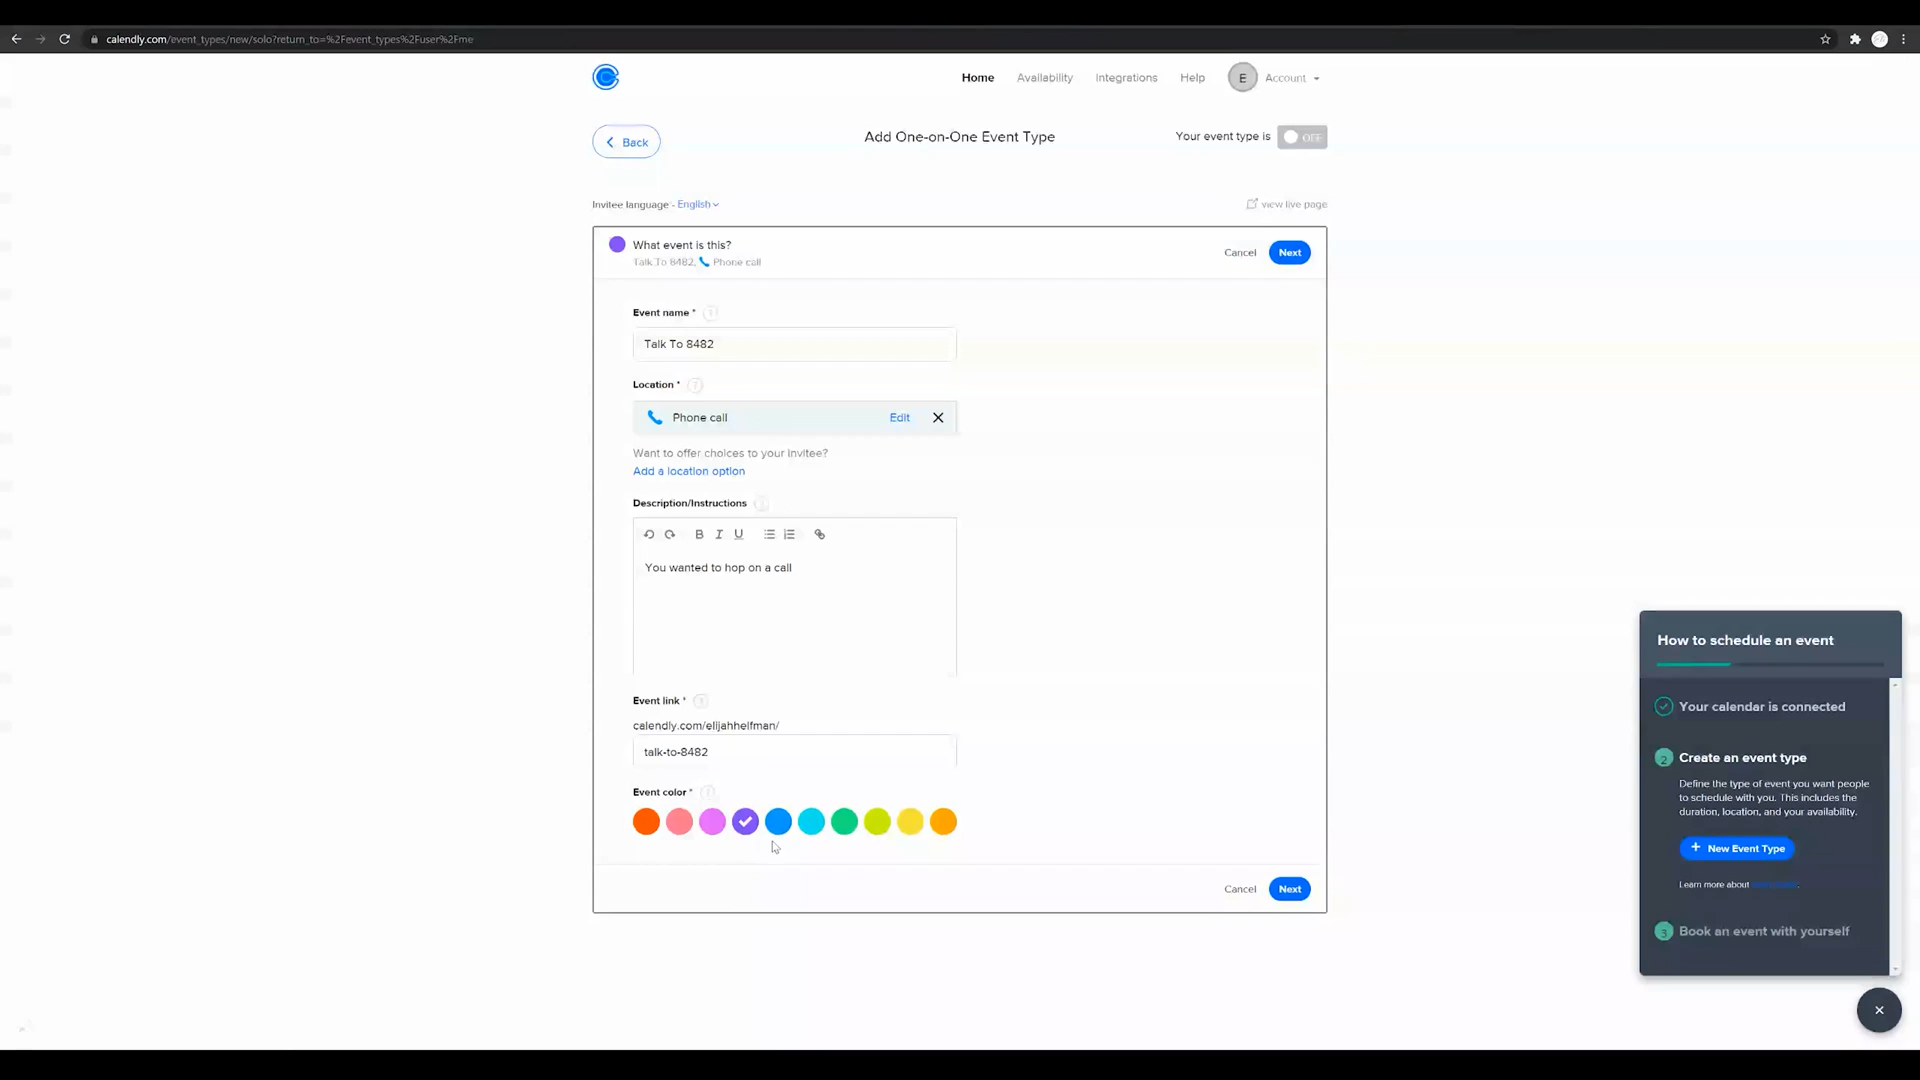 calendly.com/event_types/new/solo?return_to=%2Fevent_types%2Fuser%2Fme
Home
Availability
Integrations
Help
E
Account
Back
Add One-on-One Event Type
Your event type is
OFF
Invitee language - English
view live page
What event is this?
Cancel
Next
Talk To 8482, Phone call
Event name *
Talk To 8482
Location *
Phone call
Edit
Want to offer choices to your invitee?
Add a location option
Description/Instructions
B I U
You wanted to hop on a call
Event link *
calendly.com/elijahhelfman/
talk-to-8482
Event color *
Cancel
Next
How to schedule an event
Your calendar is connected
2 Create an event type
Define the type of event you want people
to schedule with you. This includes the
duration, location, and your availability.
+ New Event Type
Learn more about
3 Book an event with yourself